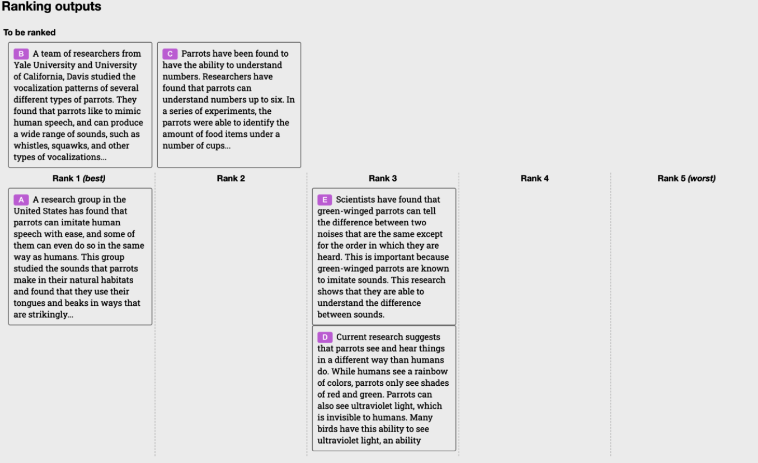 Ranking outputs
To be ranked
B A team of researchers from
Yale University and University
of California, Davis studied the
vocalization patterns of several
different types of parrots. They
found that parrots like to mimic
human speech, and can produce
a wide range of sounds, such as
whistles, squawks, and other
types of vocalizations...
C Parrots have been found to
have the ability to understand
numbers. Researchers have
found that parrots can
understand numbers up to six. In
a series of experiments, the
parrots were able to identify the
amount of food items under a
number of cups...
Rank 1 (best)
Rank 2
Rank 3
Rank 4
Rank 5 (worst)
A A research group in the
United States has found that
parrots can imitate human
speech with ease, and some of
them can even do so in the same
way as humans. This group
studied the sounds that parrots
make in their natural habitats
and found that they use their
tongues and beaks in ways that
are strikingly...
E Scientists have found that
green-winged parrots can tell
the difference between two
noises that are the same except
for the order in which they are
heard. This is important because
green-winged parrots are known
to imitate sounds. This research
shows that they are able to
understand the difference
between sounds.
D Current research suggests
that parrots see and hear things
in a different way than humans
do. While humans see a rainbow
of colors, parrots only see shades
of red and green. Parrots can
also see ultraviolet light, which
is invisible to humans. Many
birds have this ability to see
ultraviolet light, an ability